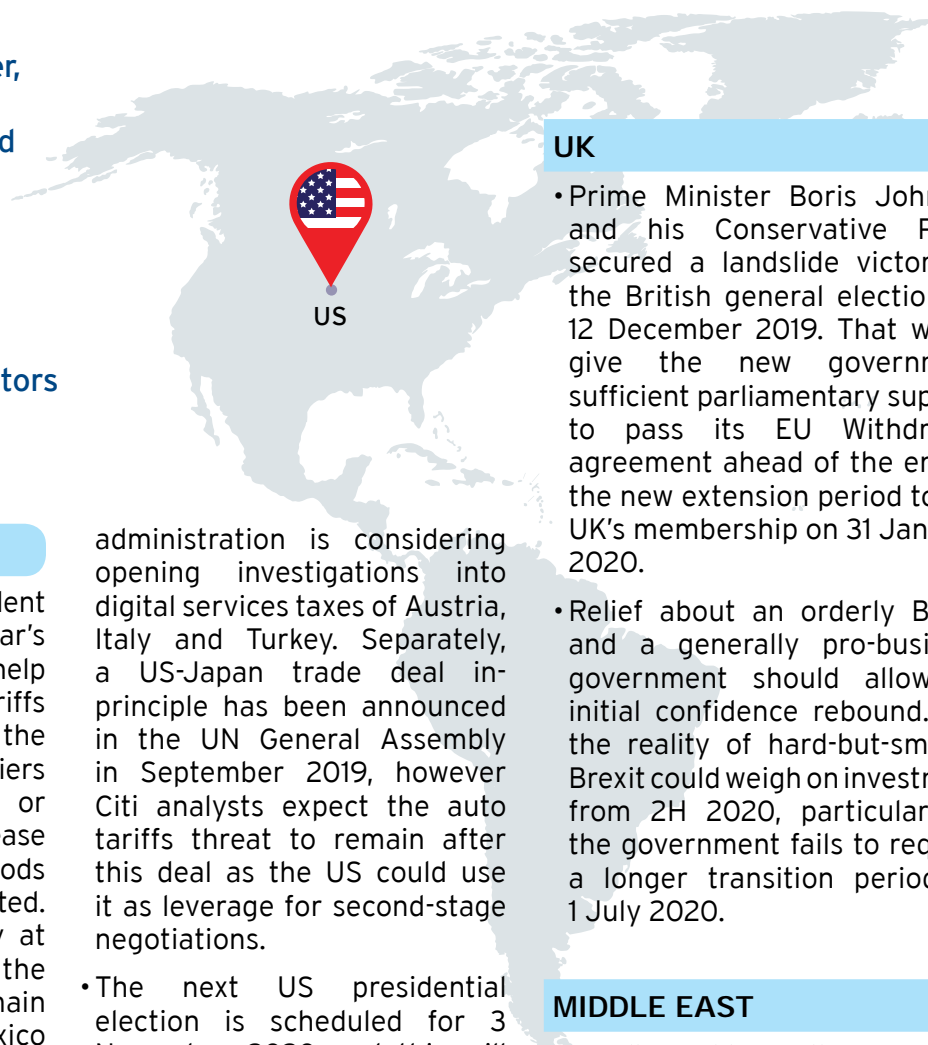 er,
d
tors
dent
ar's
help
riffs
the
iers
or
ease
ods
ted.
y at
the
main
xico
US
administration is considering
opening investigations into
digital services taxes of Austria,
Italy and Turkey. Separately,
a US-Japan trade deal in-
principle has been announced
in the UN General Assembly
in September 2019, however
Citi analysts expect the auto
tariffs threat to remain after
this deal as the US could use
it as leverage for second-stage
negotiations.
•The next US presidential
election is scheduled for 3
November 2020 and this will
UK
•Prime Minister Boris John
and his Conservative P
secured a landslide victor
the British general electio
12 December 2019. That w
give the new governm
sufficient parliamentary sup
to pass its EU Withdr
agreement ahead of the en
the new extension period to
UK's membership on 31 Jan
2020.
•Relief about an orderly B
and a generally pro-busi
government should allow
initial confidence rebound.
the reality of hard-but-sm
Brexit could weigh on investm
from 2H 2020, particular
the government fails to req
a longer transition period
1 July 2020.
MIDDLE EAST